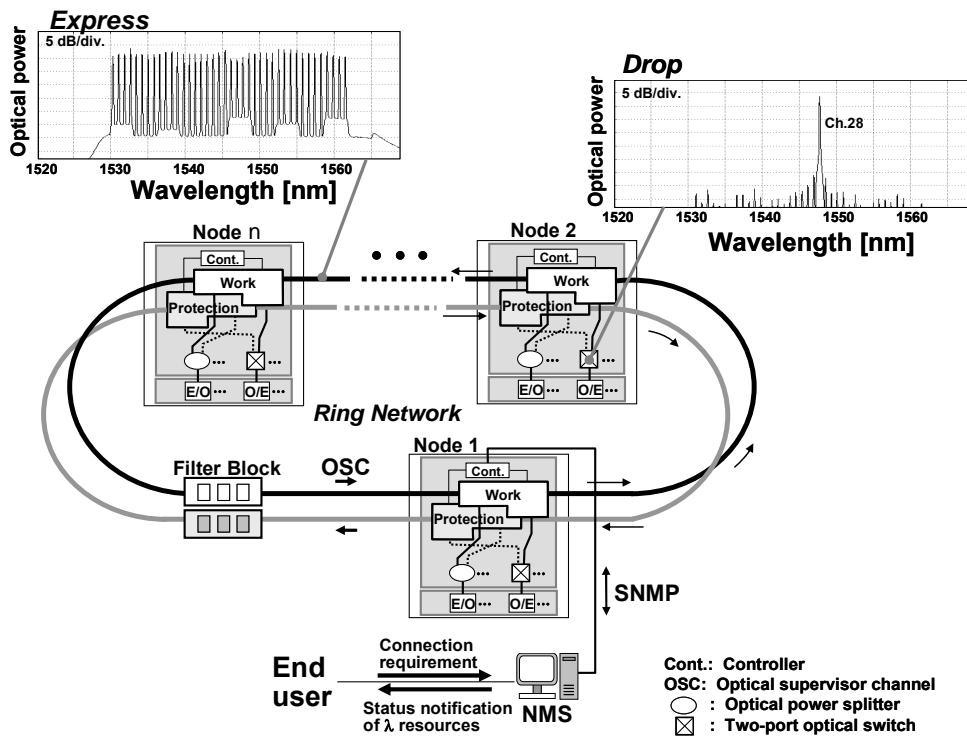 Express
5 dB/div.
Optical power
1520 1530 1540 1550 1560
Wavelength [nm]
Drop
5 dB/div.
Optical power
Ch.28
1520 1530 1540 1550 1560
Wavelength [nm]
Node n
Cont.
Work
Protection
E/O ••• O/E •••
Node 2
Cont.
Work
Protection
E/O ••• O/E •••
Ring Network
Filter Block
OSC
Node 1
Cont.
Work
Protection
E/O ••• O/E •••
SNMP
End
user
Connection
requirement
Status notification
of λ resources
NMS
Cont.: Controller
OSC: Optical supervisor channel
: Optical power splitter
: Two-port optical switch